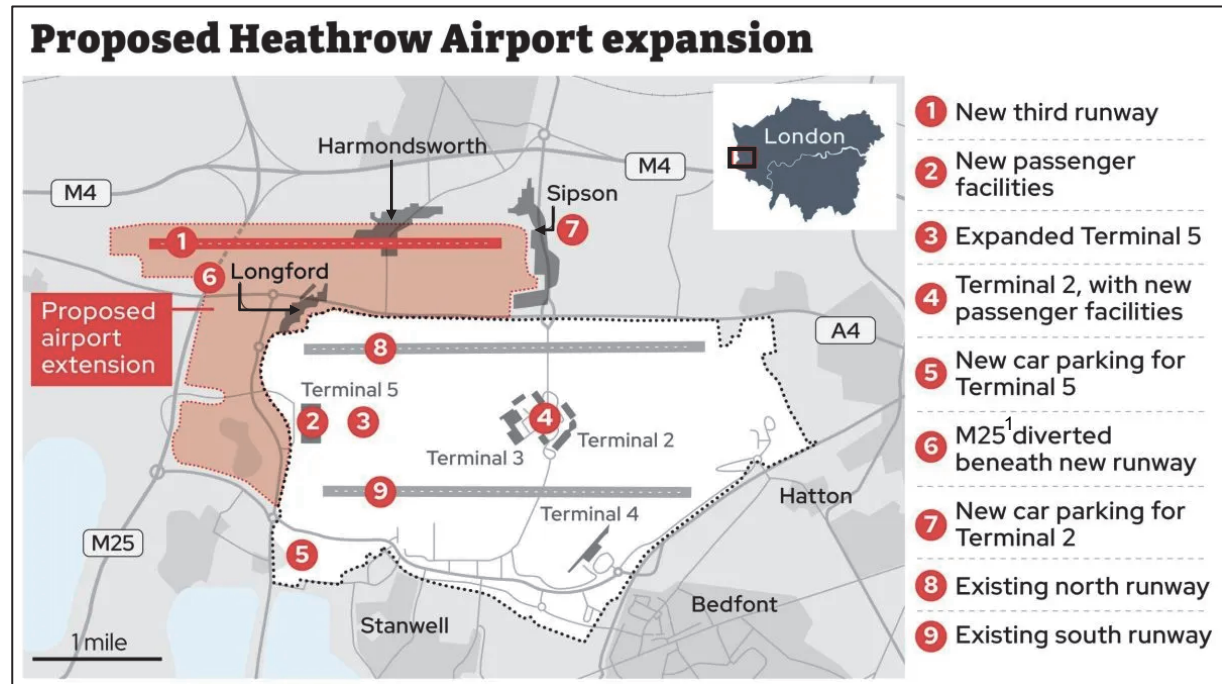 Proposed Heathrow Airport expansion
London
Harmondsworth
M4
M4
Sipson
7
1
6 Longford
Proposed
airport
extension
A4
8
Terminal 5
2
3
4
Terminal 2
Terminal 3
9
Hatton
Terminal 4
M25
5
Bedfont
Stanwell
1 mile
1 New third runway
2 New passenger
facilities
3 Expanded Terminal 5
4 Terminal 2, with new
passenger facilities
5 New car parking for
Terminal 5
6 M25¹ diverted
beneath new runway
7 New car parking for
Terminal 2
8 Existing north runway
9 Existing south runway